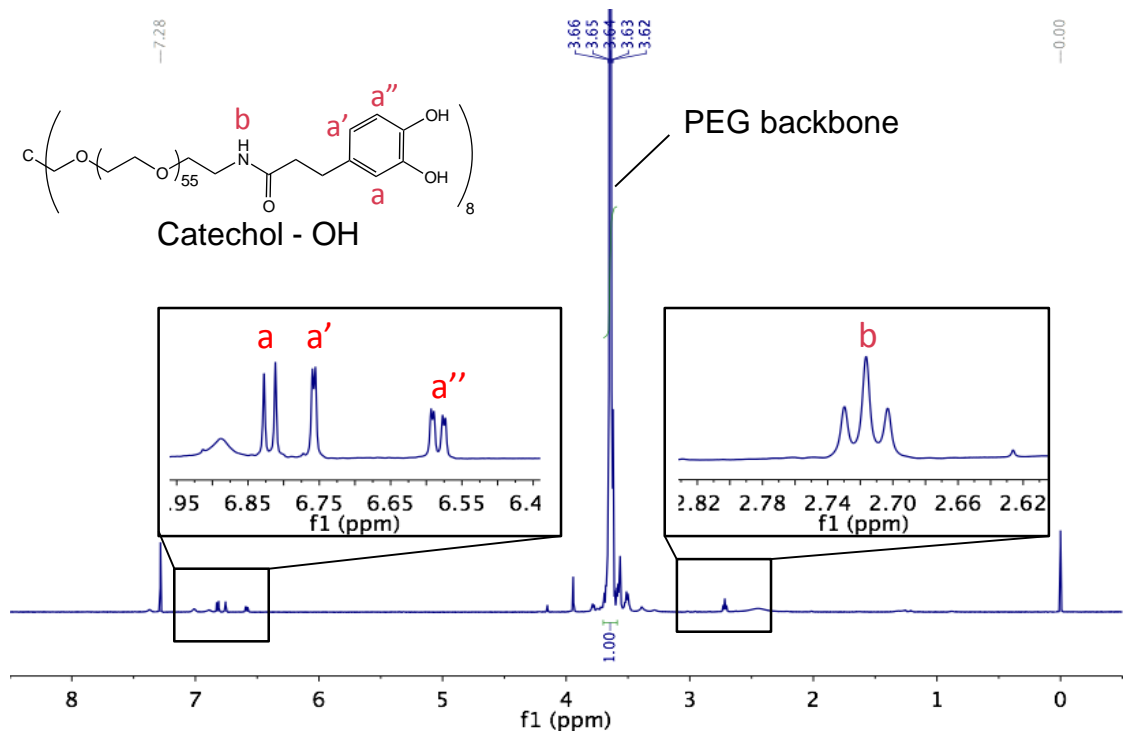 7.28
3.66
3.65
3.64
3.63
3.62
0.00
PEG backbone
b
H
N
a'
a''
OH
OH
a
C
O
O
55
O
8
Catechol - OH
a
a'
a''
.95 6.85 6.75 6.65 6.55 6.4
f1 (ppm)
b
2.82 2.78 2.74 2.70 2.66 2.62
f1 (ppm)
1.00
8 7 6 5 4 3 2 1 0
f1 (ppm)